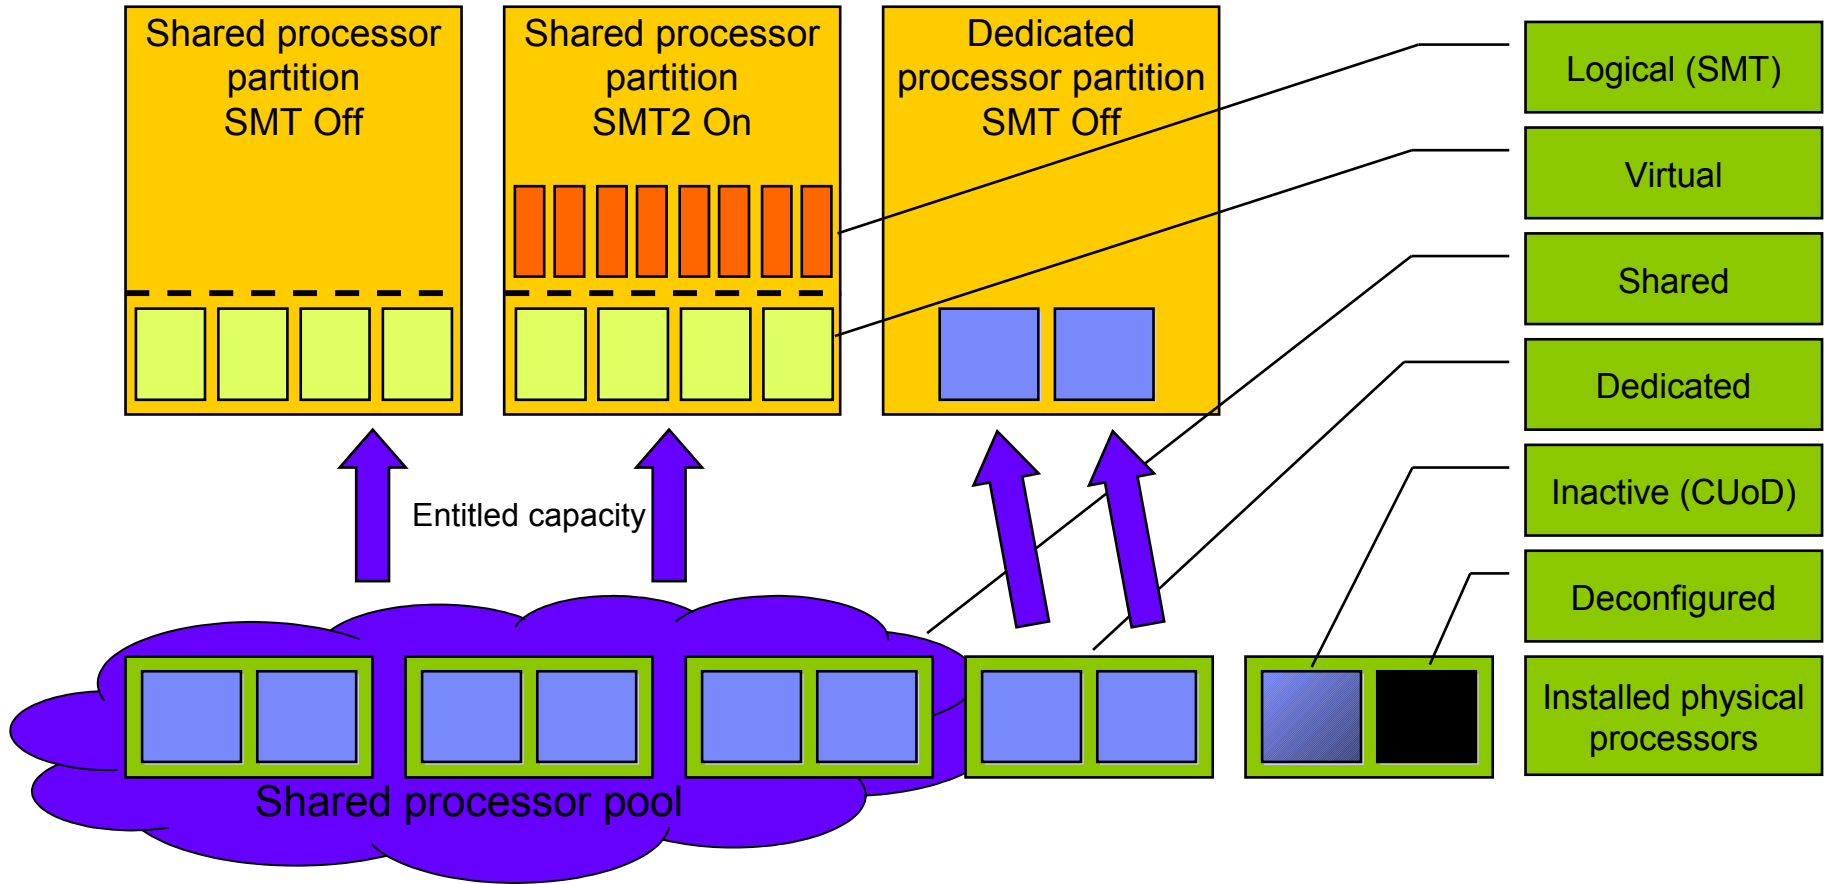 Shared processor
partition
SMT Off
Shared processor
partition
SMT2 On
Dedicated
processor partition
SMT Off
Logical (SMT)
Virtual
Shared
Dedicated
Inactive (CUoD)
Deconfigured
Installed physical
processors
Entitled capacity
Shared processor pool